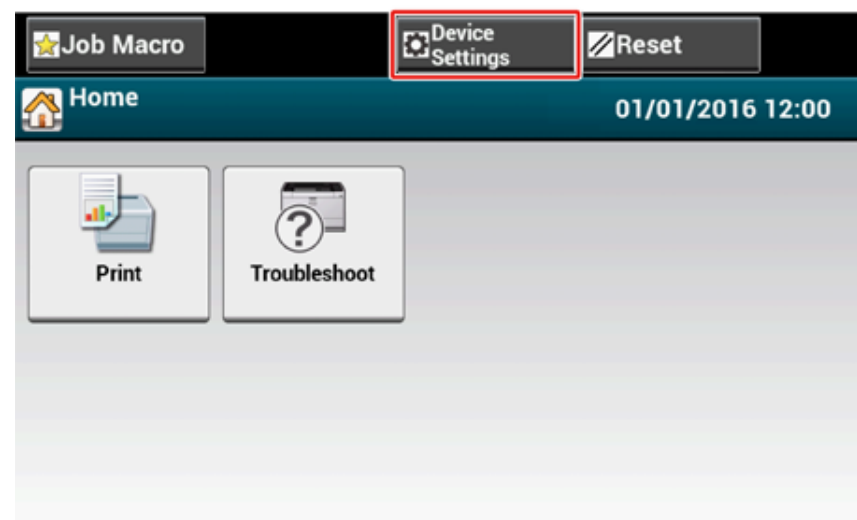 Job Macro
Device
Settings
Reset
Home
01/01/2016 12:00
Print
Troubleshoot